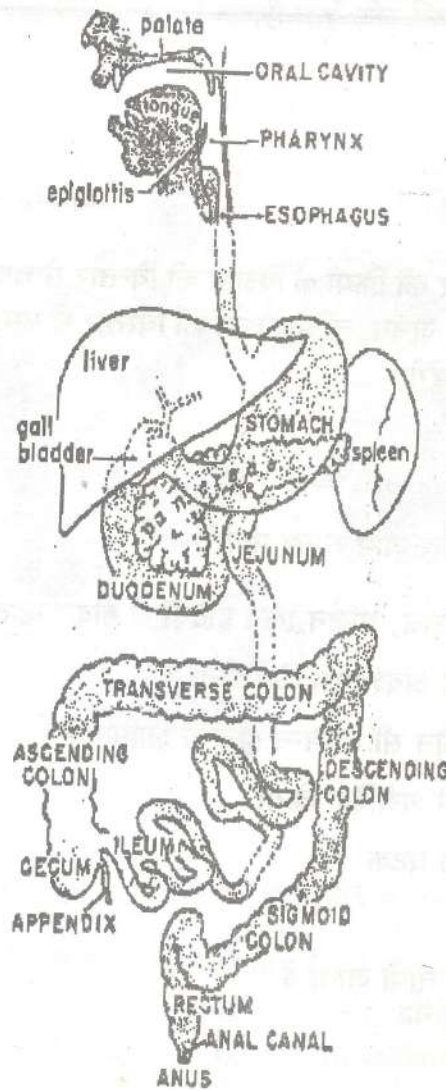 palate
ORAL CAVITY
tongue
PHARYNX
epiglottis
ESOPHAGUS
liver
gall
bladder
STOMACH
spleen
JEJUNUM
DUODENUM
TRANSVERSE COLON
ASCENDING
COLON
DESCENDING
COLON
ILEUM
CECUM
APPENDIX
SIGMOID
COLON
RECTUM
ANAL CANAL
ANUS